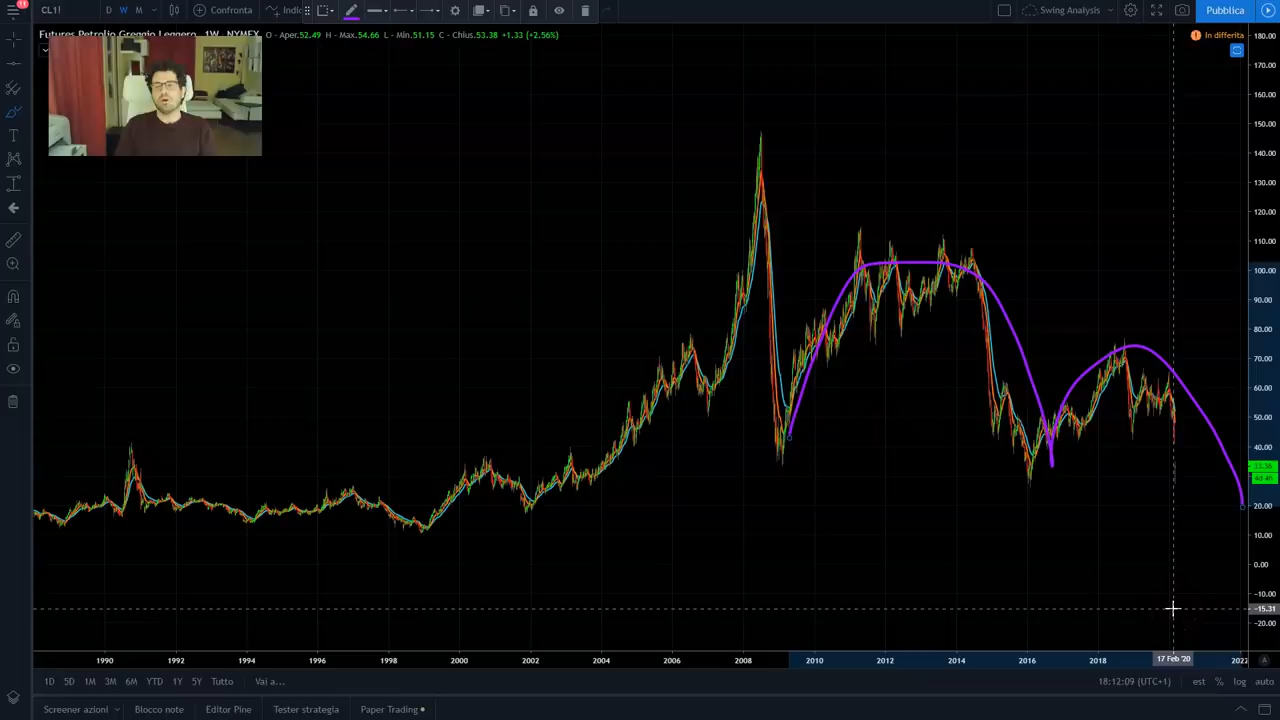 11
CL1!
D W M
Confronta
Indic
Swing Analysis
Pubblica
Futures Petrolio Greggio Leggero, 1W, NYMEX O - Aper.52.49 H - Max.54.66 L - Min.51.15 C - Chius.53.38 +1.33 (+2.56%)
In differita
180.00
170.00
160.00
150.00
140.00
130.00
120.00
110.00
100.00
90.00
80.00
70.00
60.00
50.00
40.00
33.36
4d 4h
20.00
10.00
0.00
-10.00
-15.31
-20.00
1990 1992 1994 1996 1998 2000 2002 2004 2006 2008 2010 2012 2014 2016 2018 17 Feb '20 2022
A
1D 5D 1M 3M 6M YTD 1Y 5Y Tutto Vai a... 18:12:09 (UTC+1) est % log auto
Screener azioni Blocco note Editor Pine Tester strategia Paper Trading